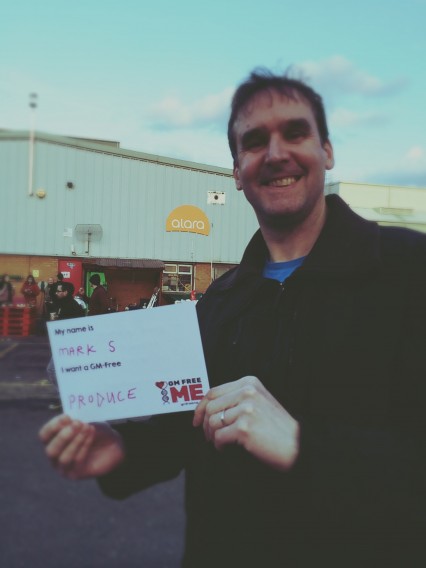 alara
My name is
MARK S
I want a GM-free
PRODUCE
GM FREE
ME